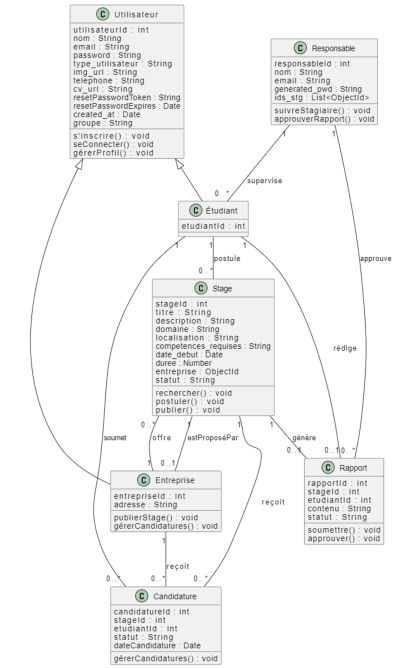 C Utilisateur
utilisateurId : int
nom : String
email : String
password : String
type_utilisateur : String
img_url : String
telephone : String
cv_url : String
resetPasswordToken : String
resetPasswordExpires : Date
created_at : Date
groupe : String
s'inscrire() : void
seConnecter() : void
gérerProfil() : void
C Responsable
responsableId : int
nom : String
email : String
generated_pwd : String
ids_stg : List<ObjectId>
suivreStagiaire() : void
approuverRapport() : void
1
1
supervise
0..*
C Étudiant
etudiantId : int
1
1
1
postule
approuve
0..*
C Stage
stageId : int
titre : String
description : String
domaine : String
localisation : String
competences_requises : String
date_debut : Date
duree : Number
entreprise : ObjectId
statut : String
rechercher() : void
postuler() : void
publier() : void
rédige
0..*
1
1
1
soumet
offre
estProposéPar
génère
1
0..1
0..1
0..1
0..*
C Entreprise
entrepriseId : int
adresse : String
publierStage() : void
gérerCandidatures() : void
reçoit
C Rapport
rapportId : int
stageId : int
etudiantId : int
contenu : String
statut : String
soumettre() : void
approuver() : void
1
reçoit
0..*
0..*
0..*
C Candidature
candidatureId : int
stageId : int
etudiantId : int
statut : String
dateCandidature : Date
gérerCandidatures() : void